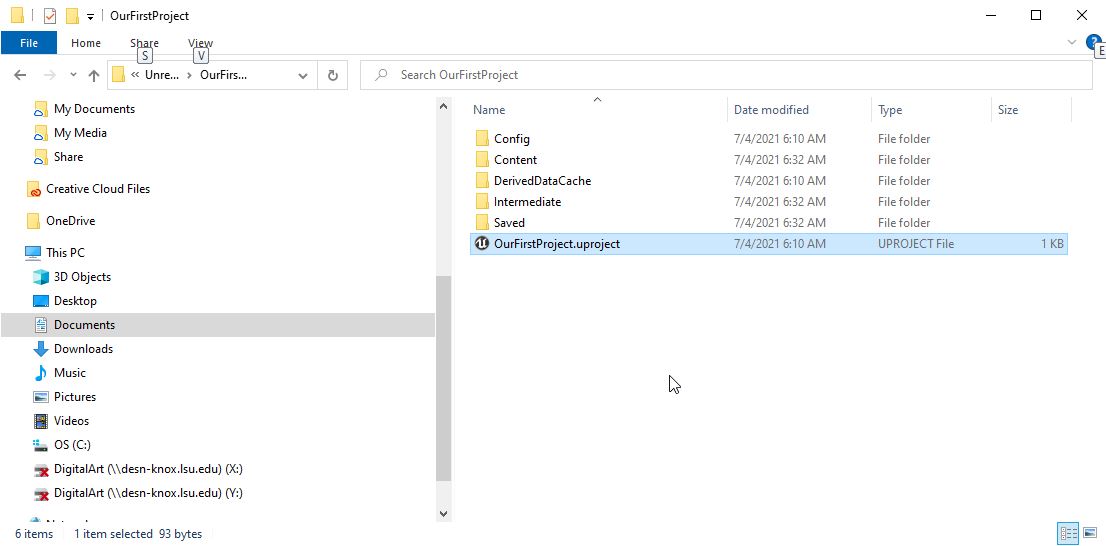 OurFirstProject
File Home Share View
S V E
Unre... OurFirs... Search OurFirstProject
My Documents
My Media
Share
Creative Cloud Files
OneDrive
This PC
3D Objects
Desktop
Documents
Downloads
Music
Pictures
Videos
OS (C:)
DigitalArt (\\desn-knox.lsu.edu) (X:)
DigitalArt (\\desn-knox.lsu.edu) (Y:)
Name Date modified Type Size
Config 7/4/2021 6:10 AM File folder
Content 7/4/2021 6:32 AM File folder
DerivedDataCache 7/4/2021 6:10 AM File folder
Intermediate 7/4/2021 6:32 AM File folder
Saved 7/4/2021 6:32 AM File folder
OurFirstProject.uproject 7/4/2021 6:10 AM UPROJECT File 1 KB
6 items 1 item selected 93 bytes